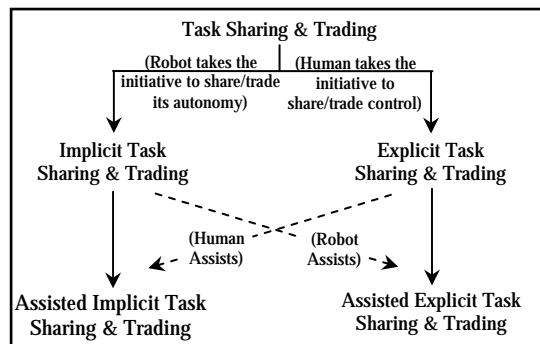 Task Sharing & Trading
(Robot takes the
initiative to share/trade
its autonomy)
(Human takes the
initiative to
share/trade control)
Implicit Task
Sharing & Trading
Explicit Task
Sharing & Trading
(Human
Assists)
(Robot
Assists)
Assisted Implicit Task
Sharing & Trading
Assisted Explicit Task
Sharing & Trading